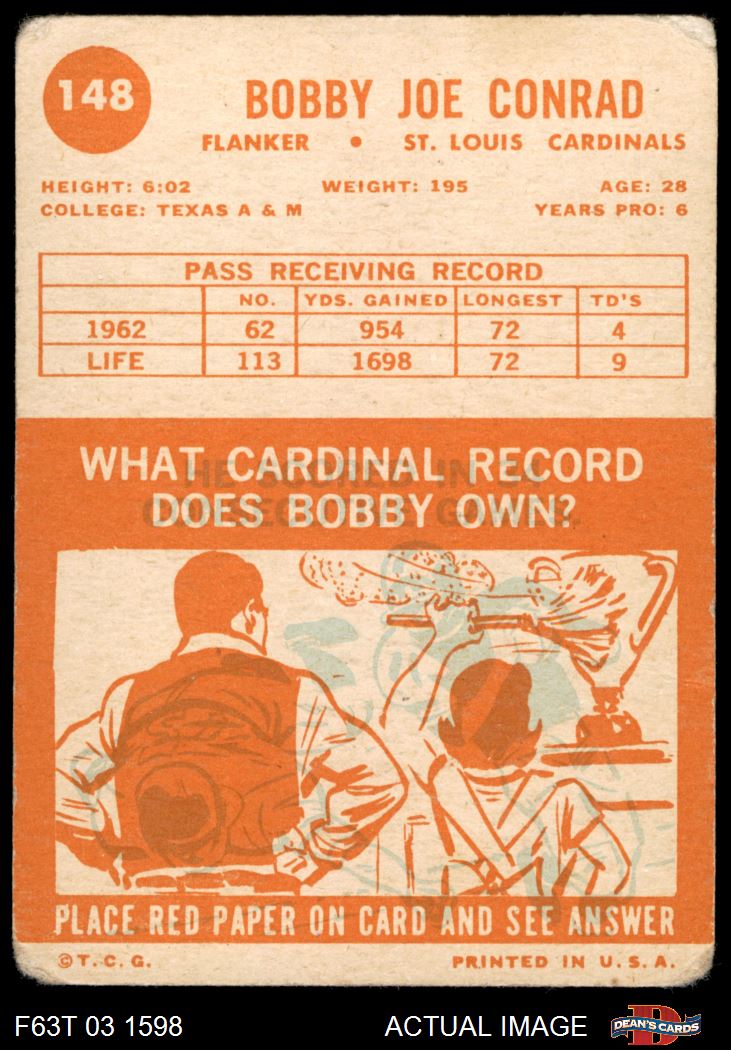 148
BOBBY JOE CONRAD
FLANKER • ST. LOUIS CARDINALS
HEIGHT: 6:02 WEIGHT: 195 AGE: 28
COLLEGE: TEXAS A & M YEARS PRO: 6
PASS RECEIVING RECORD
NO. YDS. GAINED LONGEST TD'S
1962 62 954 72 4
LIFE 113 1698 72 9
WHAT CARDINAL RECORD
DOES BOBBY OWN?
HE SCORED IN
PLACE RED PAPER ON CARD AND SEE ANSWER
©T.C.G. PRINTED IN U.S.A.
F63T 03 1598 ACTUAL IMAGE
D
DEAN'S CARDS